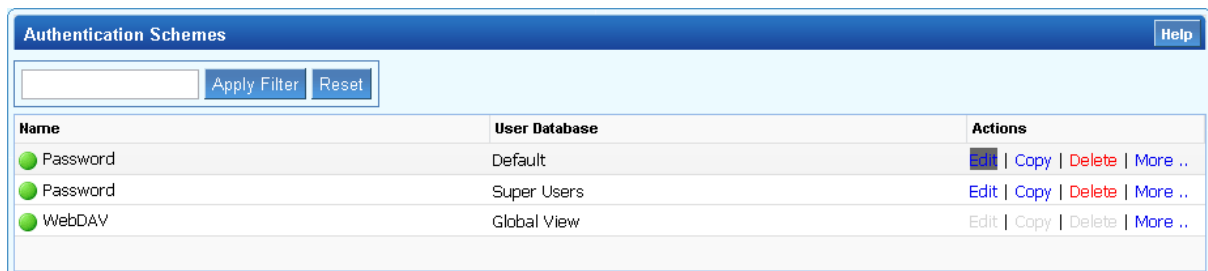 Authentication Schemes Help
Apply Filter Reset
Name User Database Actions
Password Default Edit | Copy | Delete | More ..
Password Super Users Edit | Copy | Delete | More ..
WebDAV Global View Edit | Copy | Delete | More ..